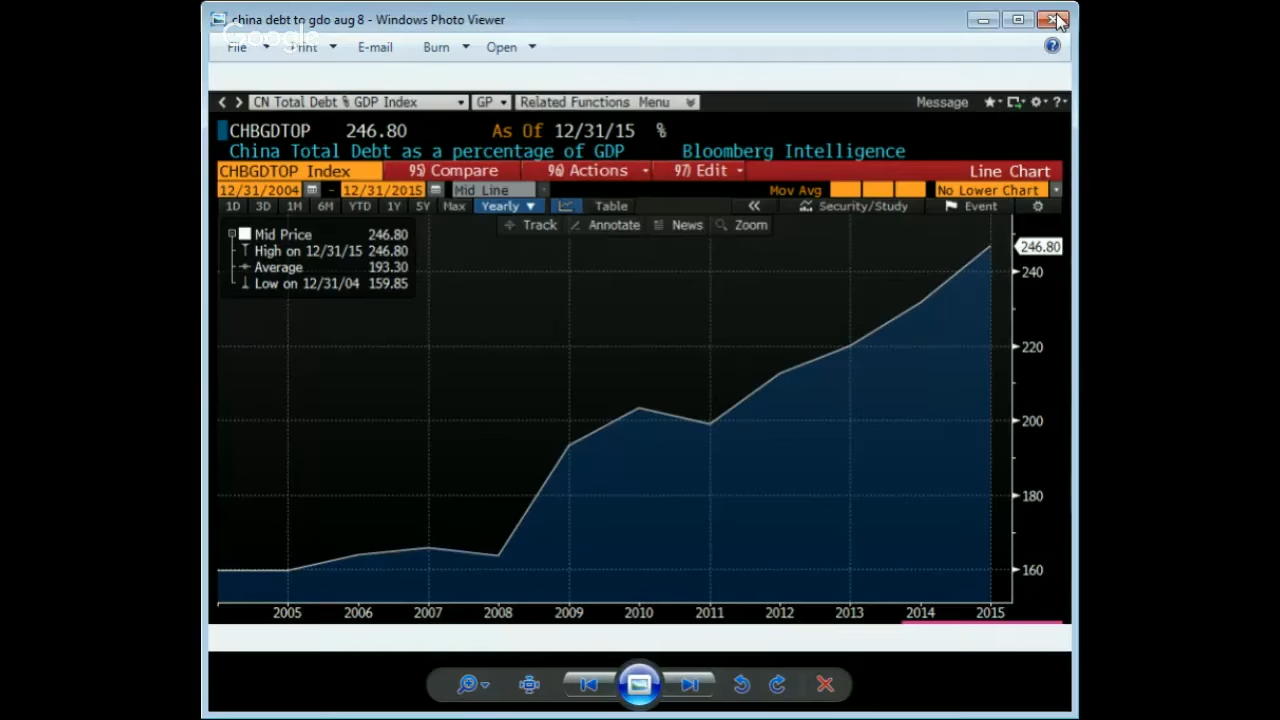 china debt to gdo aug 8 - Windows Photo Viewer
Google
File Print E-mail Burn Open
CN Total Debt % GDP Index GP Related Functions Menu Message
CHBGDTOP 246.80 As Of 12/31/15 %
China Total Debt as a percentage of GDP Bloomberg Intelligence
CHBGDTOP Index 95) Compare 96) Actions 97) Edit Line Chart
12/31/2004 - 12/31/2015 Mid Line Mov Avg No Lower Chart
1D 3D 1M 6M YTD 1Y 5Y Max Yearly Table Security/Study Event
Track Annotate News Zoom
Mid Price 246.80
High on 12/31/15 246.80
Average 193.30
Low on 12/31/04 159.85
246.80
240
220
200
180
160
2005 2006 2007 2008 2009 2010 2011 2012 2013 2014 2015